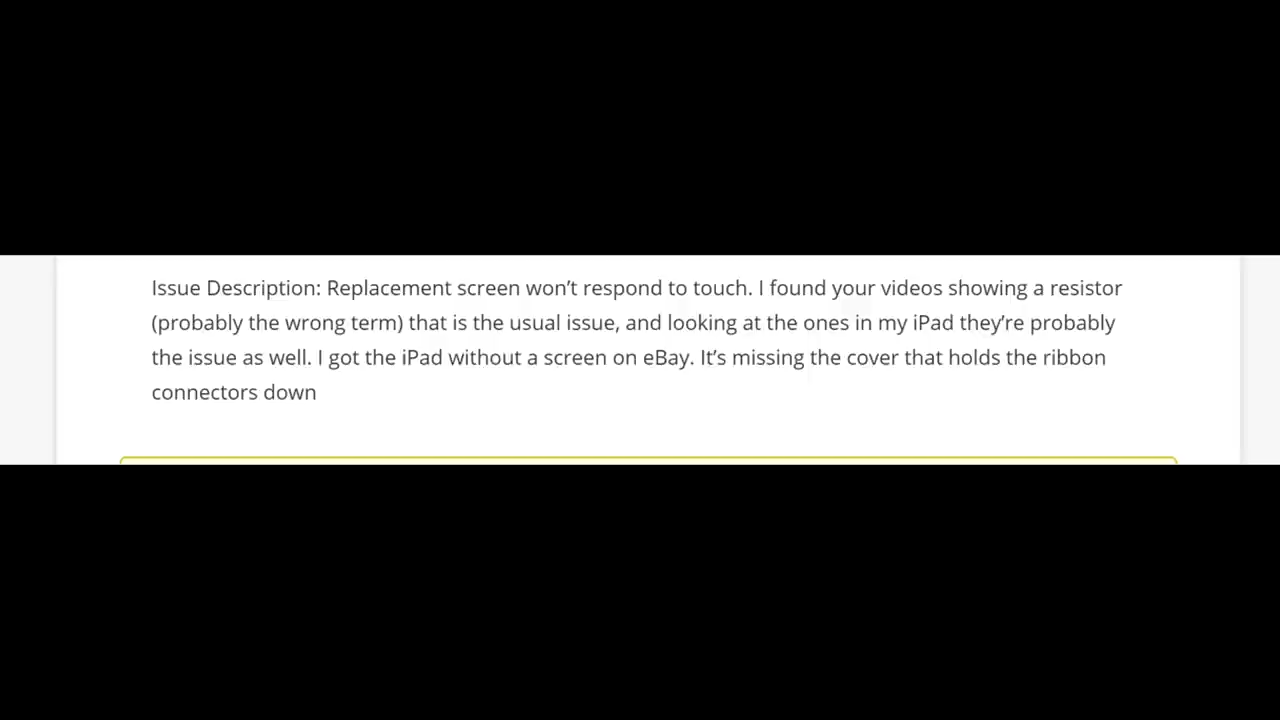 Issue Description: Replacement screen won’t respond to touch. I found your videos showing a resistor
(probably the wrong term) that is the usual issue, and looking at the ones in my iPad they’re probably
the issue as well. I got the iPad without a screen on eBay. It’s missing the cover that holds the ribbon
connectors down